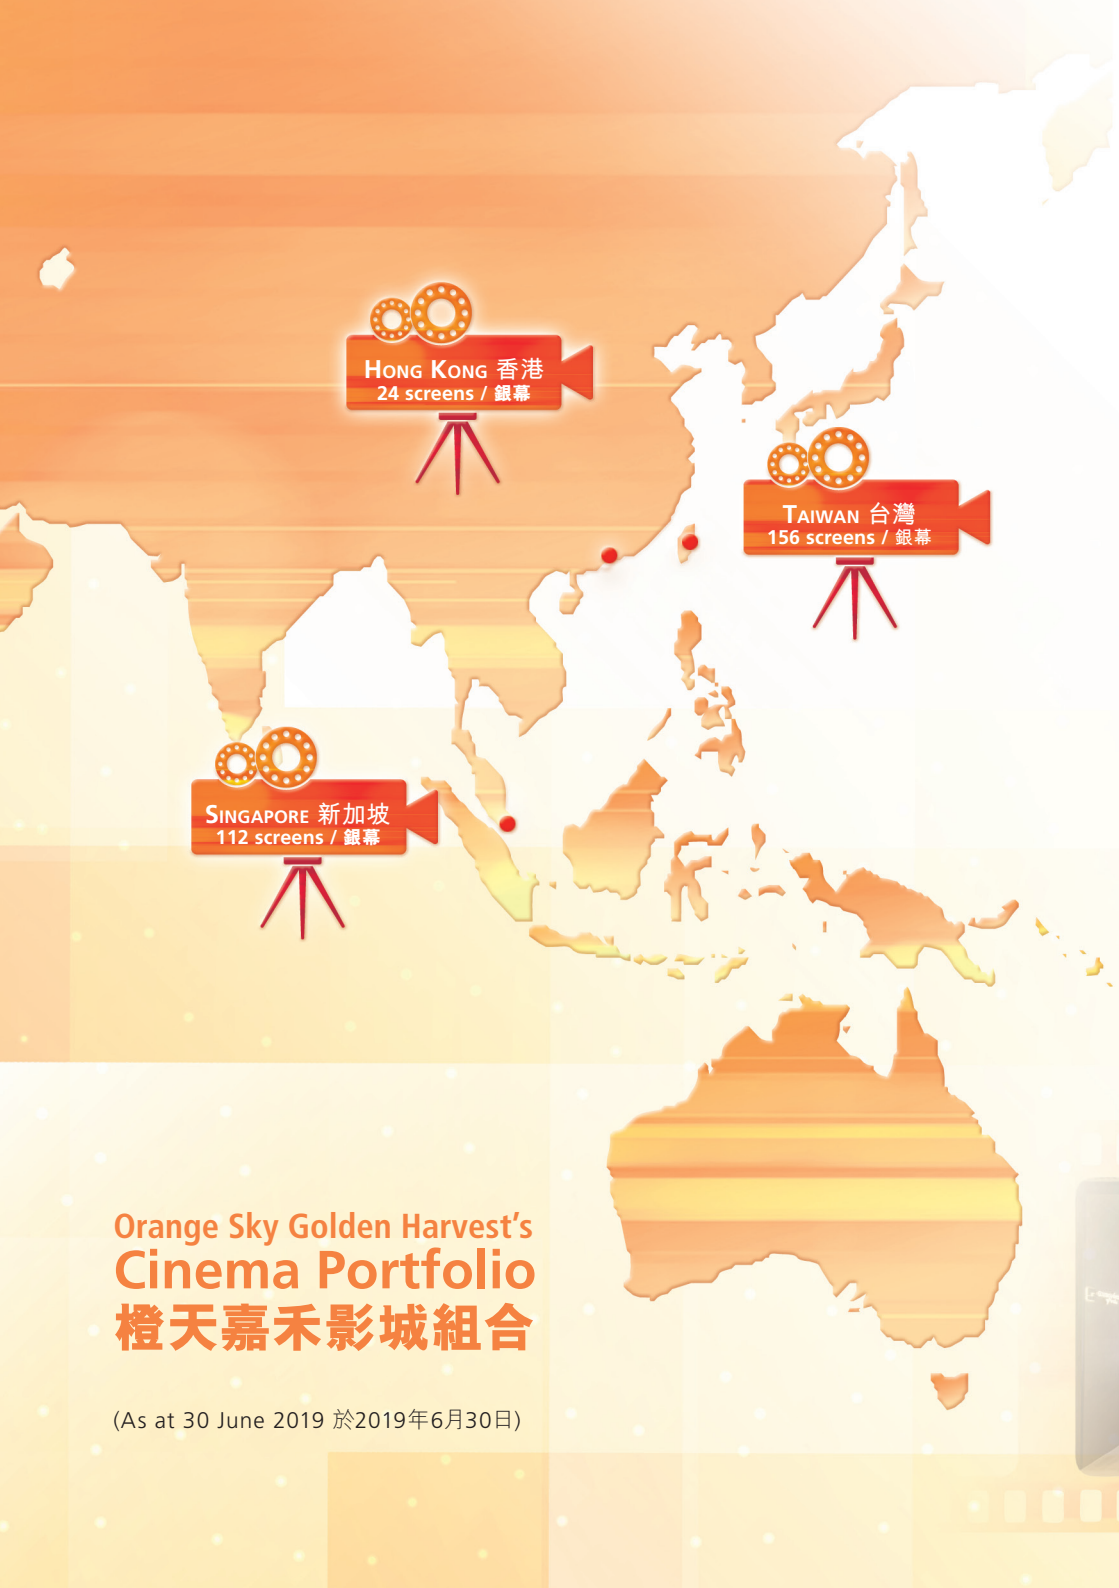 HONG KONG 香港
24 screens / 銀幕
TAIWAN 台灣
156 screens / 銀幕
SINGAPORE 新加坡
112 screens / 銀幕
Orange Sky Golden Harvest’s
Cinema Portfolio
橙天嘉禾影城組合
(As at 30 June 2019 於2019年6月30日)